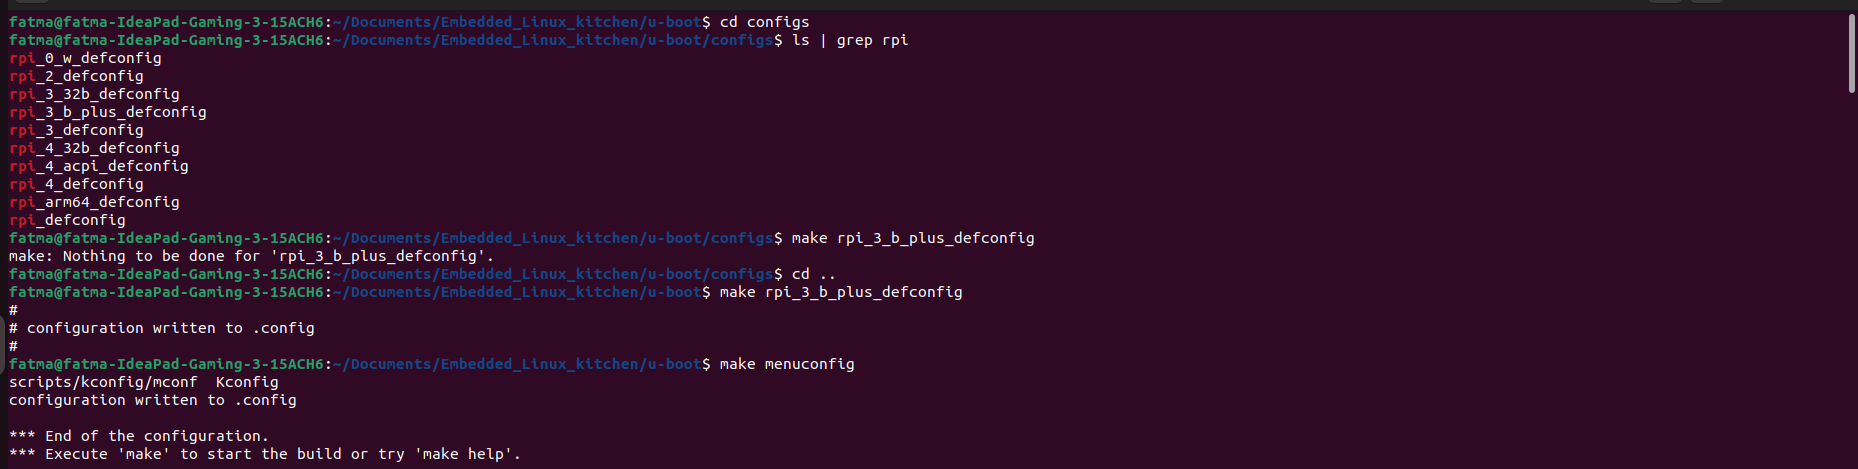 fatma@fatma-IdeaPad-Gaming-3-15ACH6:~/Documents/Embedded_Linux_kitchen/u-boot$ cd configs
fatma@fatma-IdeaPad-Gaming-3-15ACH6:~/Documents/Embedded_Linux_kitchen/u-boot/configs$ ls | grep rpi
rpi_0_w_defconfig
rpi_2_defconfig
rpi_3_32b_defconfig
rpi_3_b_plus_defconfig
rpi_3_defconfig
rpi_4_32b_defconfig
rpi_4_acpi_defconfig
rpi_4_defconfig
rpi_arm64_defconfig
rpi_defconfig
fatma@fatma-IdeaPad-Gaming-3-15ACH6:~/Documents/Embedded_Linux_kitchen/u-boot/configs$ make rpi_3_b_plus_defconfig
make: Nothing to be done for 'rpi_3_b_plus_defconfig'.
fatma@fatma-IdeaPad-Gaming-3-15ACH6:~/Documents/Embedded_Linux_kitchen/u-boot/configs$ cd ..
fatma@fatma-IdeaPad-Gaming-3-15ACH6:~/Documents/Embedded_Linux_kitchen/u-boot$ make rpi_3_b_plus_defconfig
#
# configuration written to .config
#
fatma@fatma-IdeaPad-Gaming-3-15ACH6:~/Documents/Embedded_Linux_kitchen/u-boot$ make menuconfig
scripts/kconfig/mconf  Kconfig
configuration written to .config
*** End of the configuration.
*** Execute 'make' to start the build or try 'make help'.